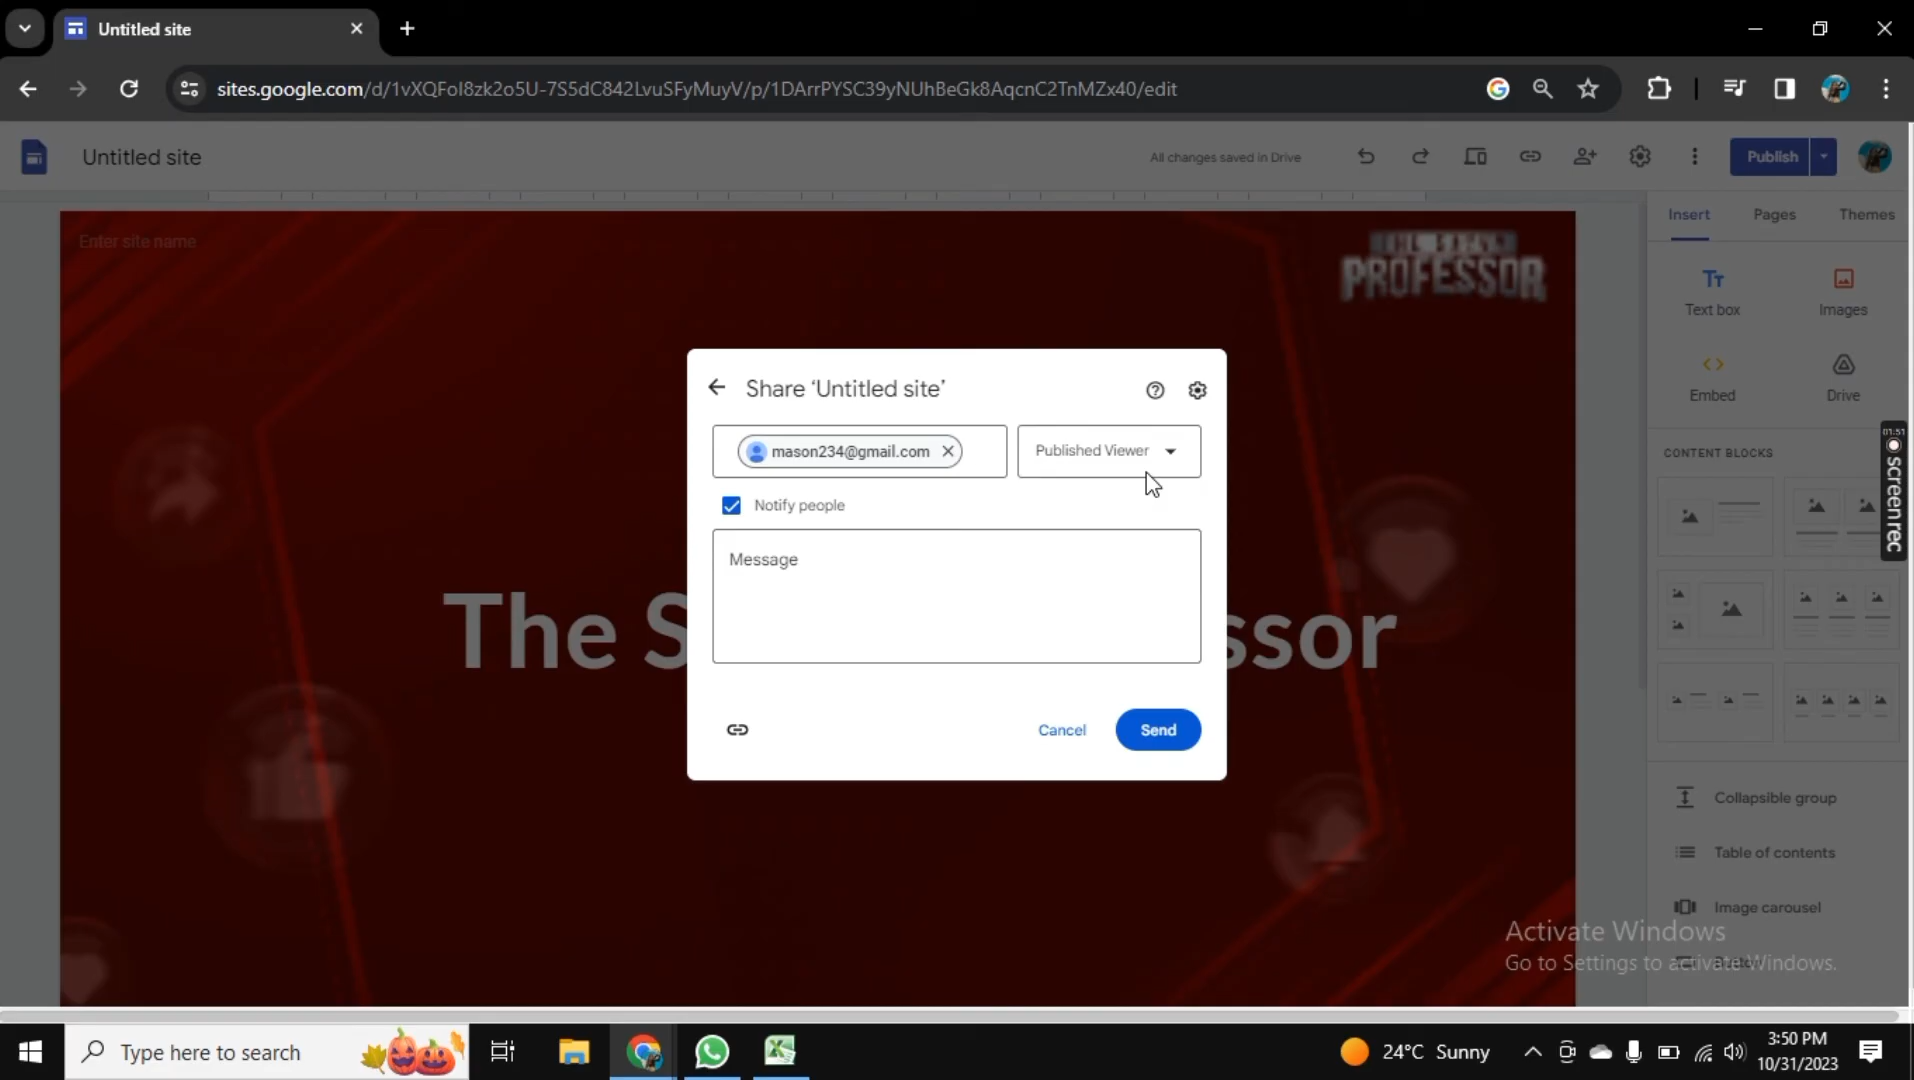 Untitled site
sites.google.com/d/1vXQFoI8zk2o5U-7S5dC842LvuSFyMuyV/p/1DArrPYSC39yNUhBeGk8AqcnC2TnMZx40/edit
Untitled site
All changes saved in Drive
Publish
Insert
Pages
Themes
Enter site name
PROFESSOR
Text box
Images
Embed
Drive
CONTENT BLOCKS
01:51
screenrec
Share ‘Untitled site’
mason234@gmail.com
Published Viewer
Notify people
Message
Cancel
Send
The S
ssor
Collapsible group
Table of contents
Image carousel
Activate Windows
Go to Settings to activate Windows.
Type here to search
24°C Sunny
3:50 PM
10/31/2023